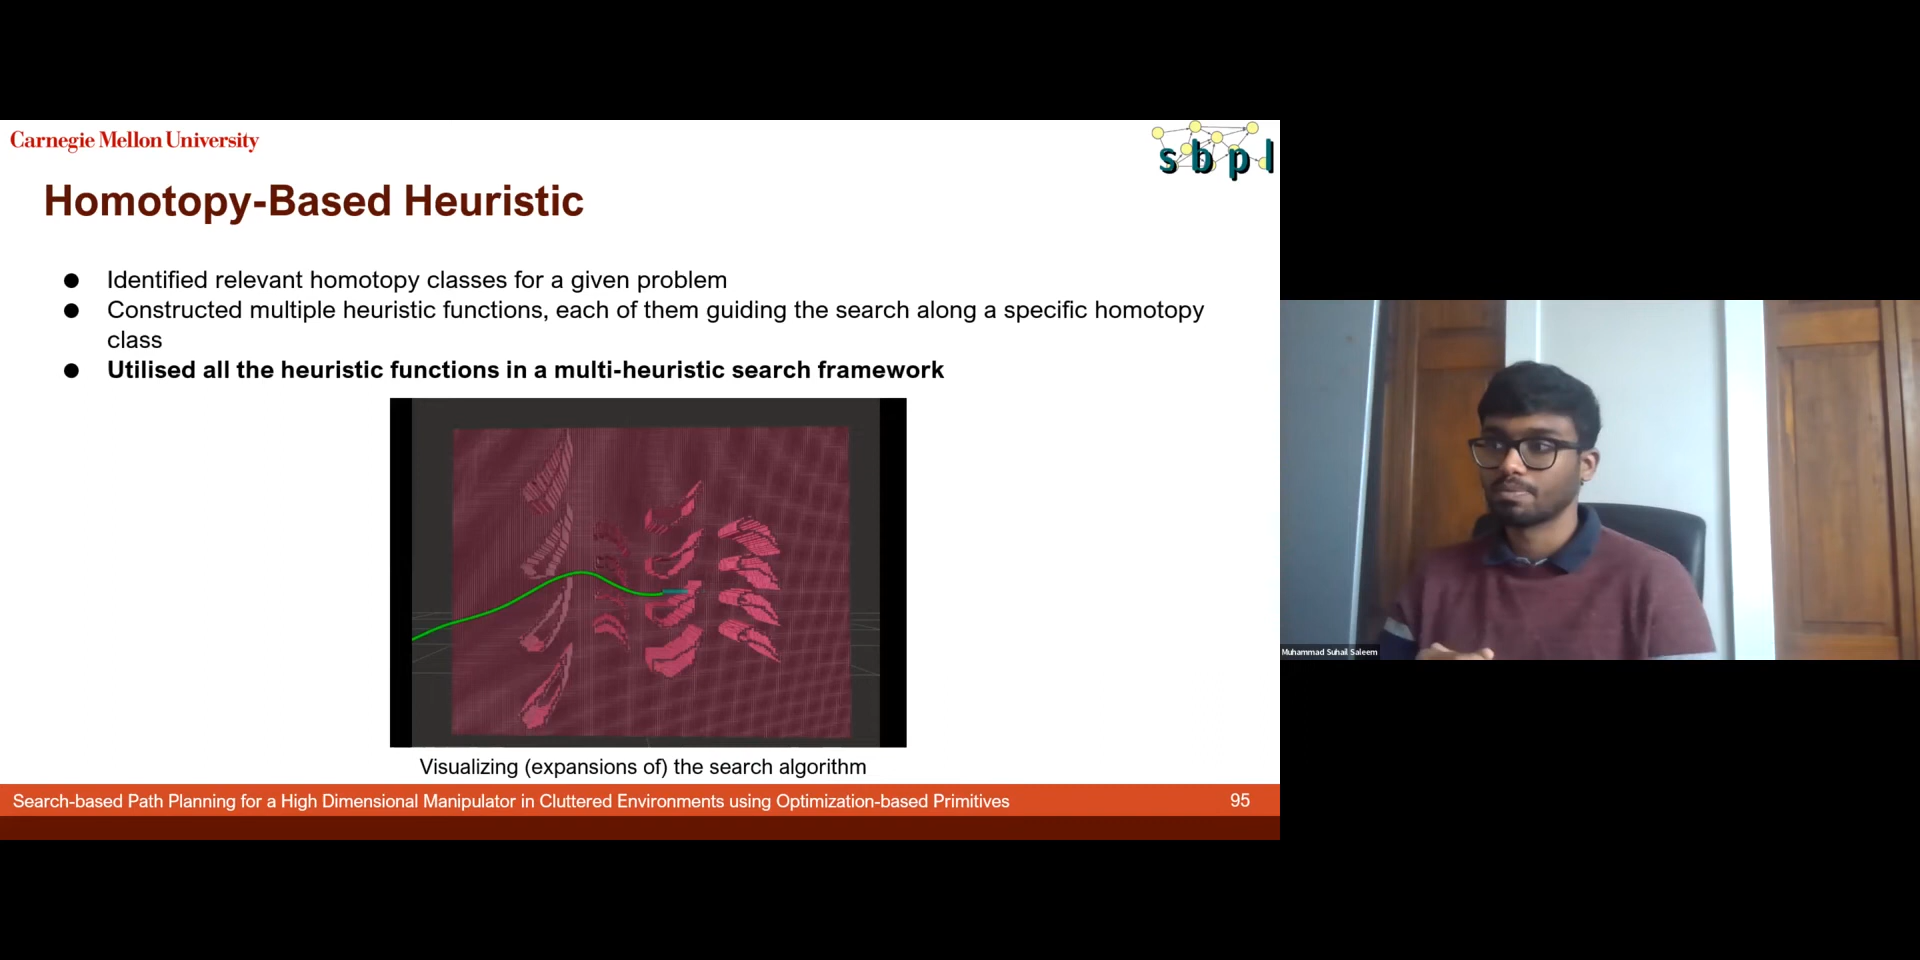 Carnegie Mellon University
sbpl
Homotopy-Based Heuristic
● Identified relevant homotopy classes for a given problem
● Constructed multiple heuristic functions, each of them guiding the search along a specific homotopy
class
● Utilised all the heuristic functions in a multi-heuristic search framework
Visualizing (expansions of) the search algorithm
Search-based Path Planning for a High Dimensional Manipulator in Cluttered Environments using Optimization-based Primitives 95
Muhammad Suhail Saleem